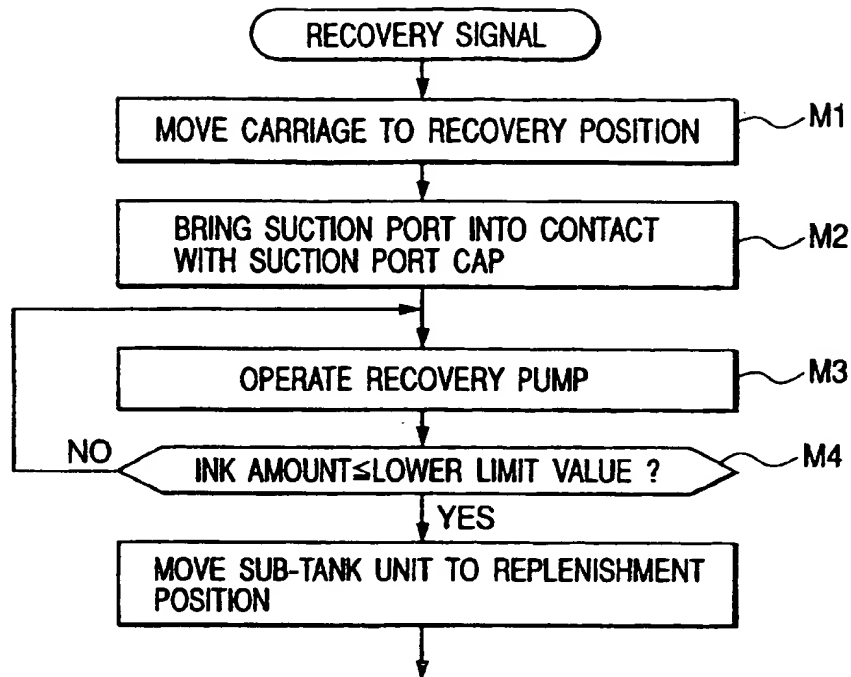 RECOVERY SIGNAL
MOVE CARRIAGE TO RECOVERY POSITION
M1
BRING SUCTION PORT INTO CONTACT
WITH SUCTION PORT CAP
M2
OPERATE RECOVERY PUMP
M3
NO
INK AMOUNT≦LOWER LIMIT VALUE ?
M4
YES
MOVE SUB-TANK UNIT TO REPLENISHMENT
POSITION